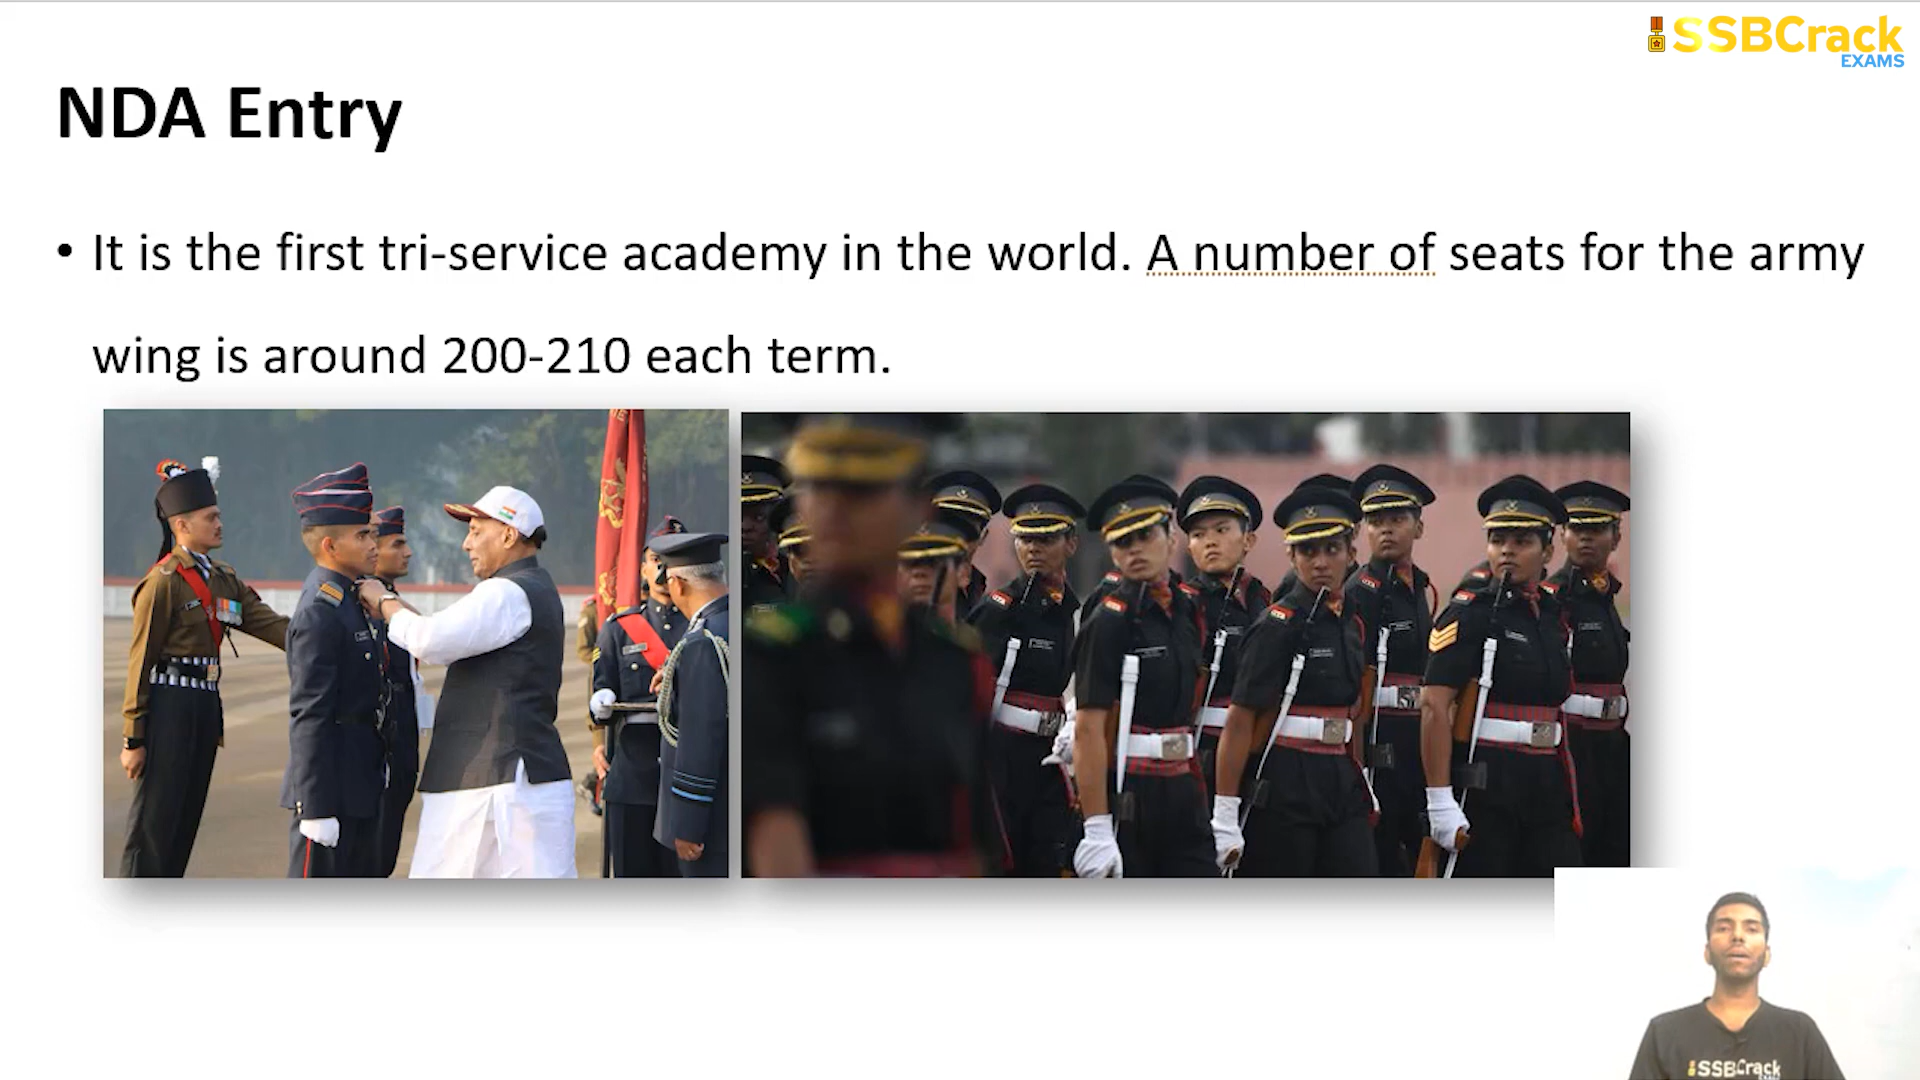 SSBCrack
EXAMS
NDA Entry
• It is the first tri-service academy in the world. A number of seats for the army
wing is around 200-210 each term.
SSBCrack